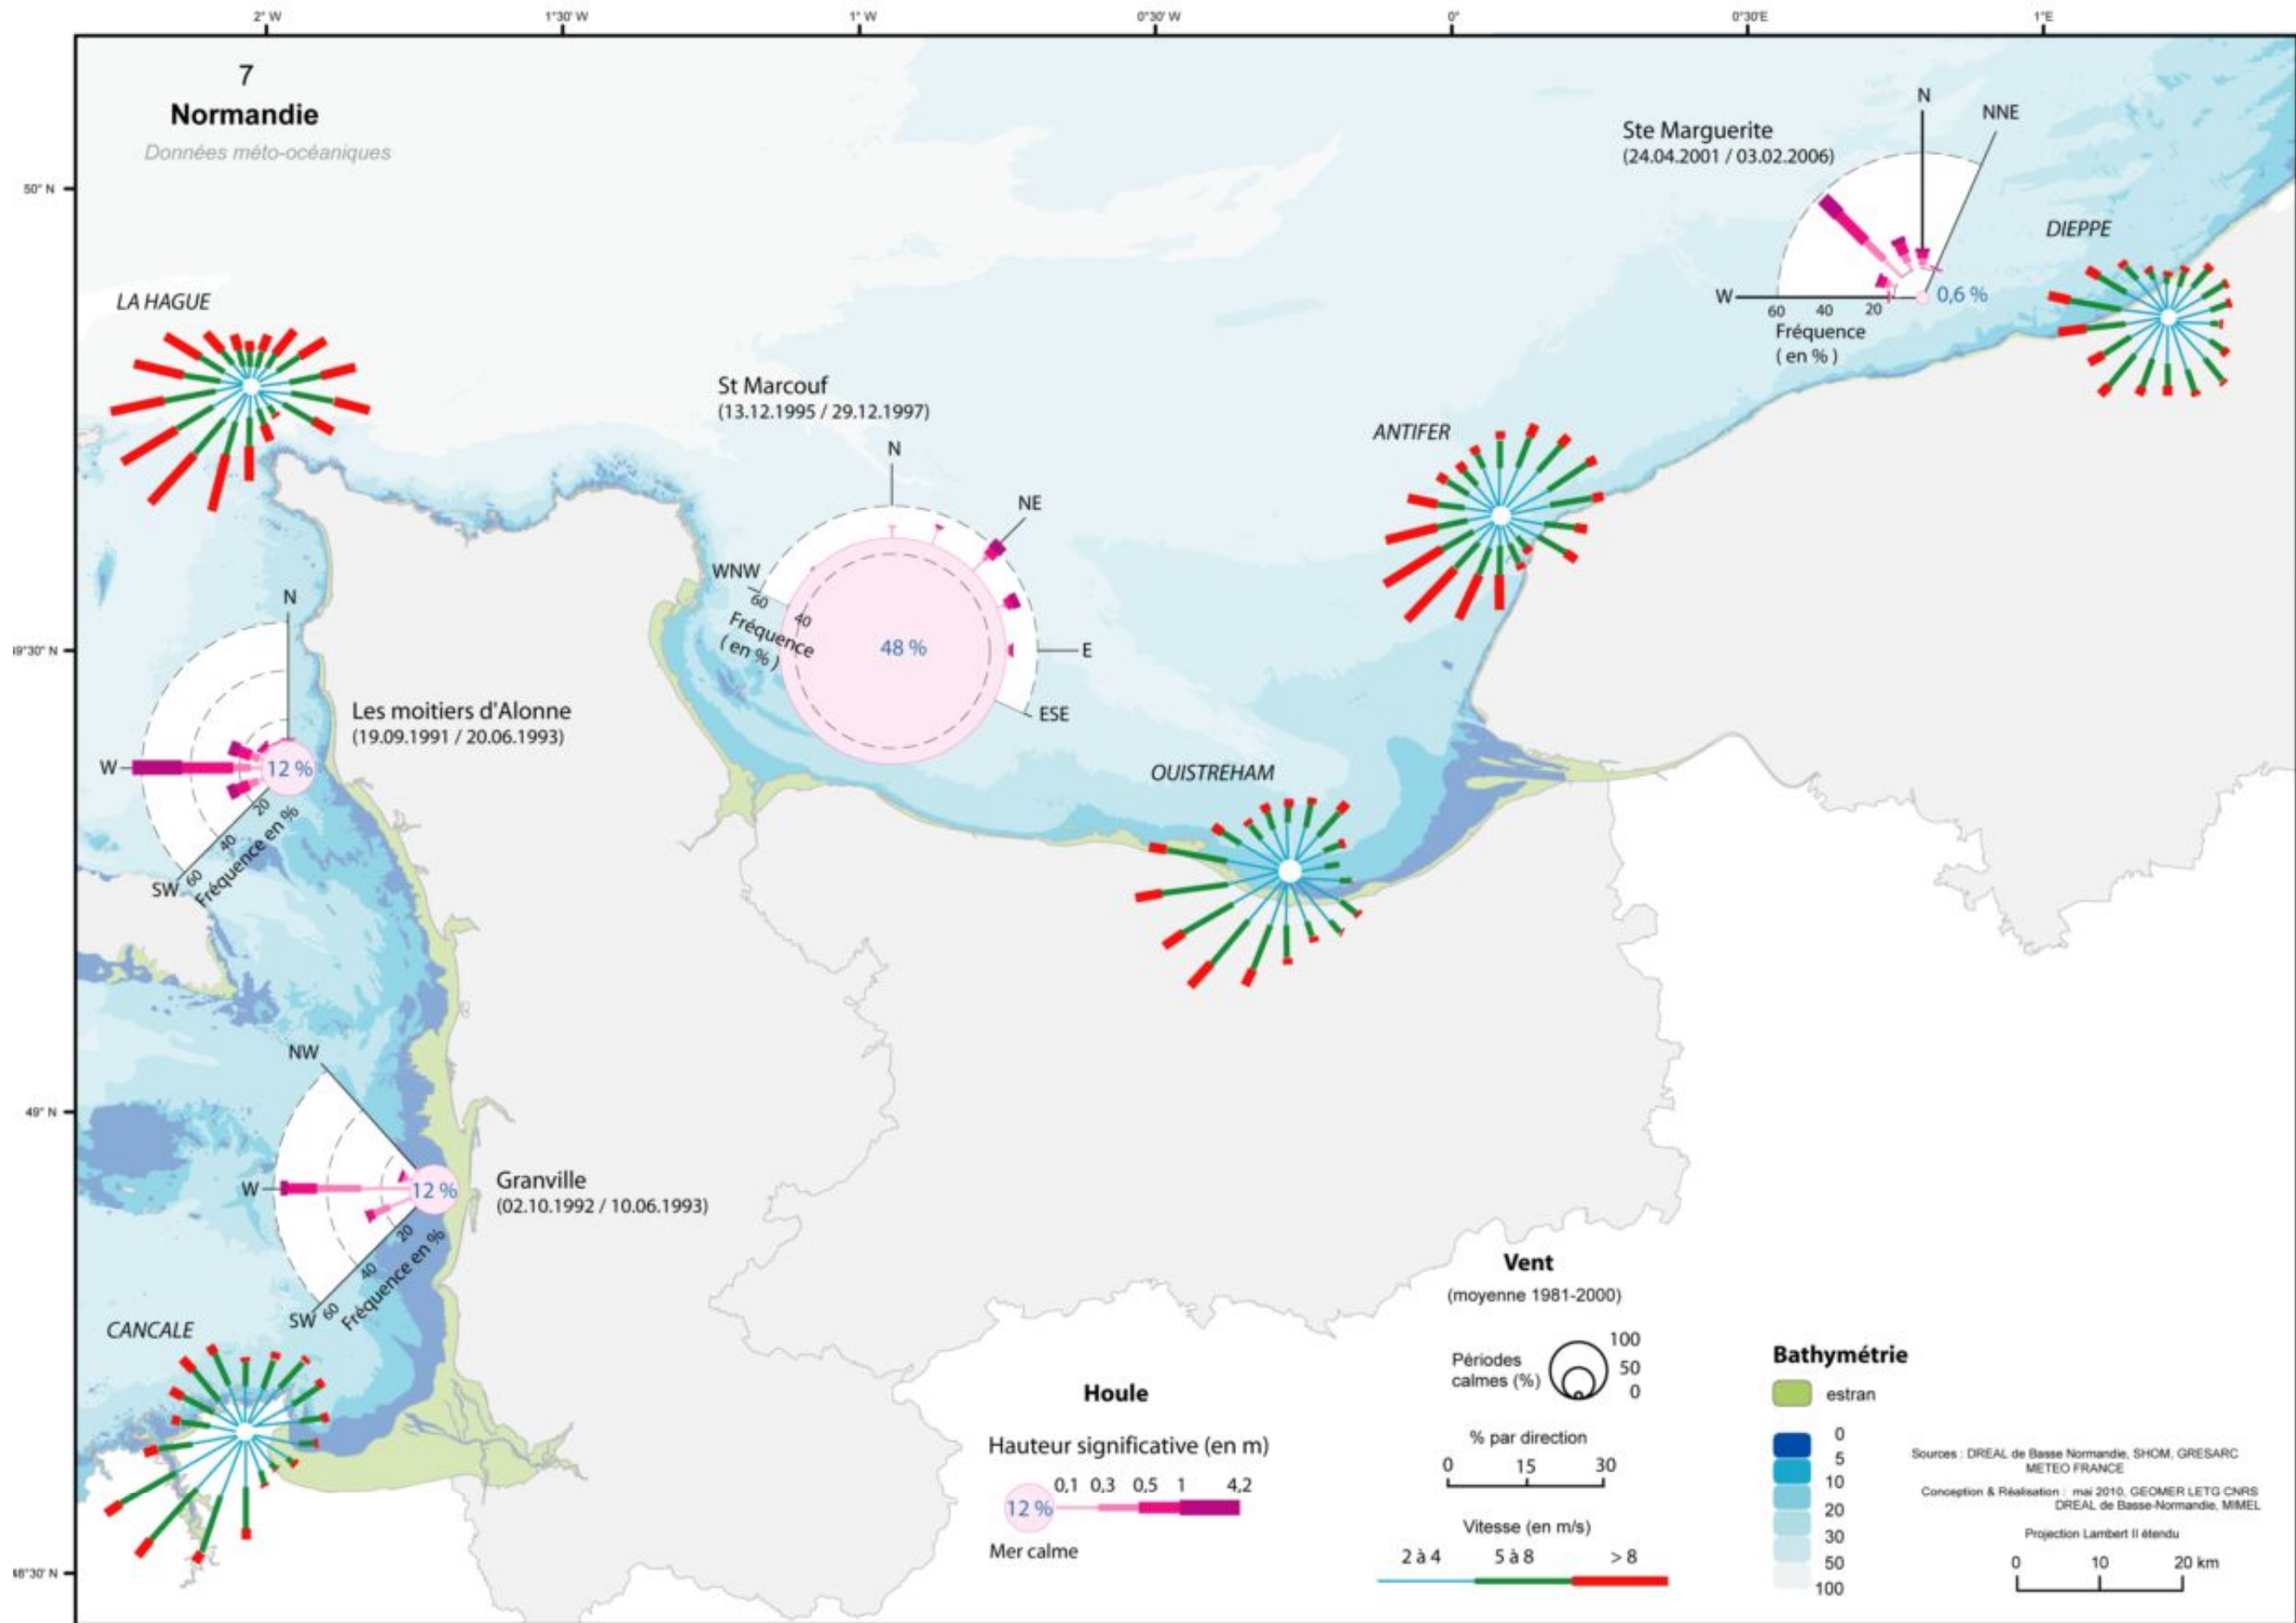 2° W
1°30' W
1° W
0°30' W
0°
0°30'E
1°E
7
Normandie
Données méto-océaniques
50° N
49° N
LA HAGUE
St Marcouf
(13.12.1995 / 29.12.1997)
N
NE
WNW
60
40
Fréquence
( en % )
48 %
E
ESE
Ste Marguerite
(24.04.2001 / 03.02.2006)
N
NNE
W
60 40 20
0,6 %
Fréquence
( en % )
DIEPPE
ANTIFER
N
Les moitiers d'Alonne
(19.09.1991 / 20.06.1993)
W
12 %
20
40
60
SW
Fréquence en %
OUISTREHAM
NW
W
12 %
Granville
(02.10.1992 / 10.06.1993)
20
40
60
SW
Fréquence en %
CANCALE
Houle
Hauteur significative (en m)
0,1 0,3 0,5 1 4,2
12 %
Mer calme
Vent
(moyenne 1981-2000)
Périodes
calmes (%)
100
50
0
% par direction
0 15 30
Vitesse (en m/s)
2 à 4 5 à 8 > 8
Bathymétrie
estran
0
5
10
20
30
50
100
Sources : DREAL de Basse Normandie, SHOM, GRESARC
METEO FRANCE
Conception & Réalisation : mai 2010, GEOMER LETG CNRS
DREAL de Basse-Normandie, MIMEL
Projection Lambert II étendu
0 10 20 km